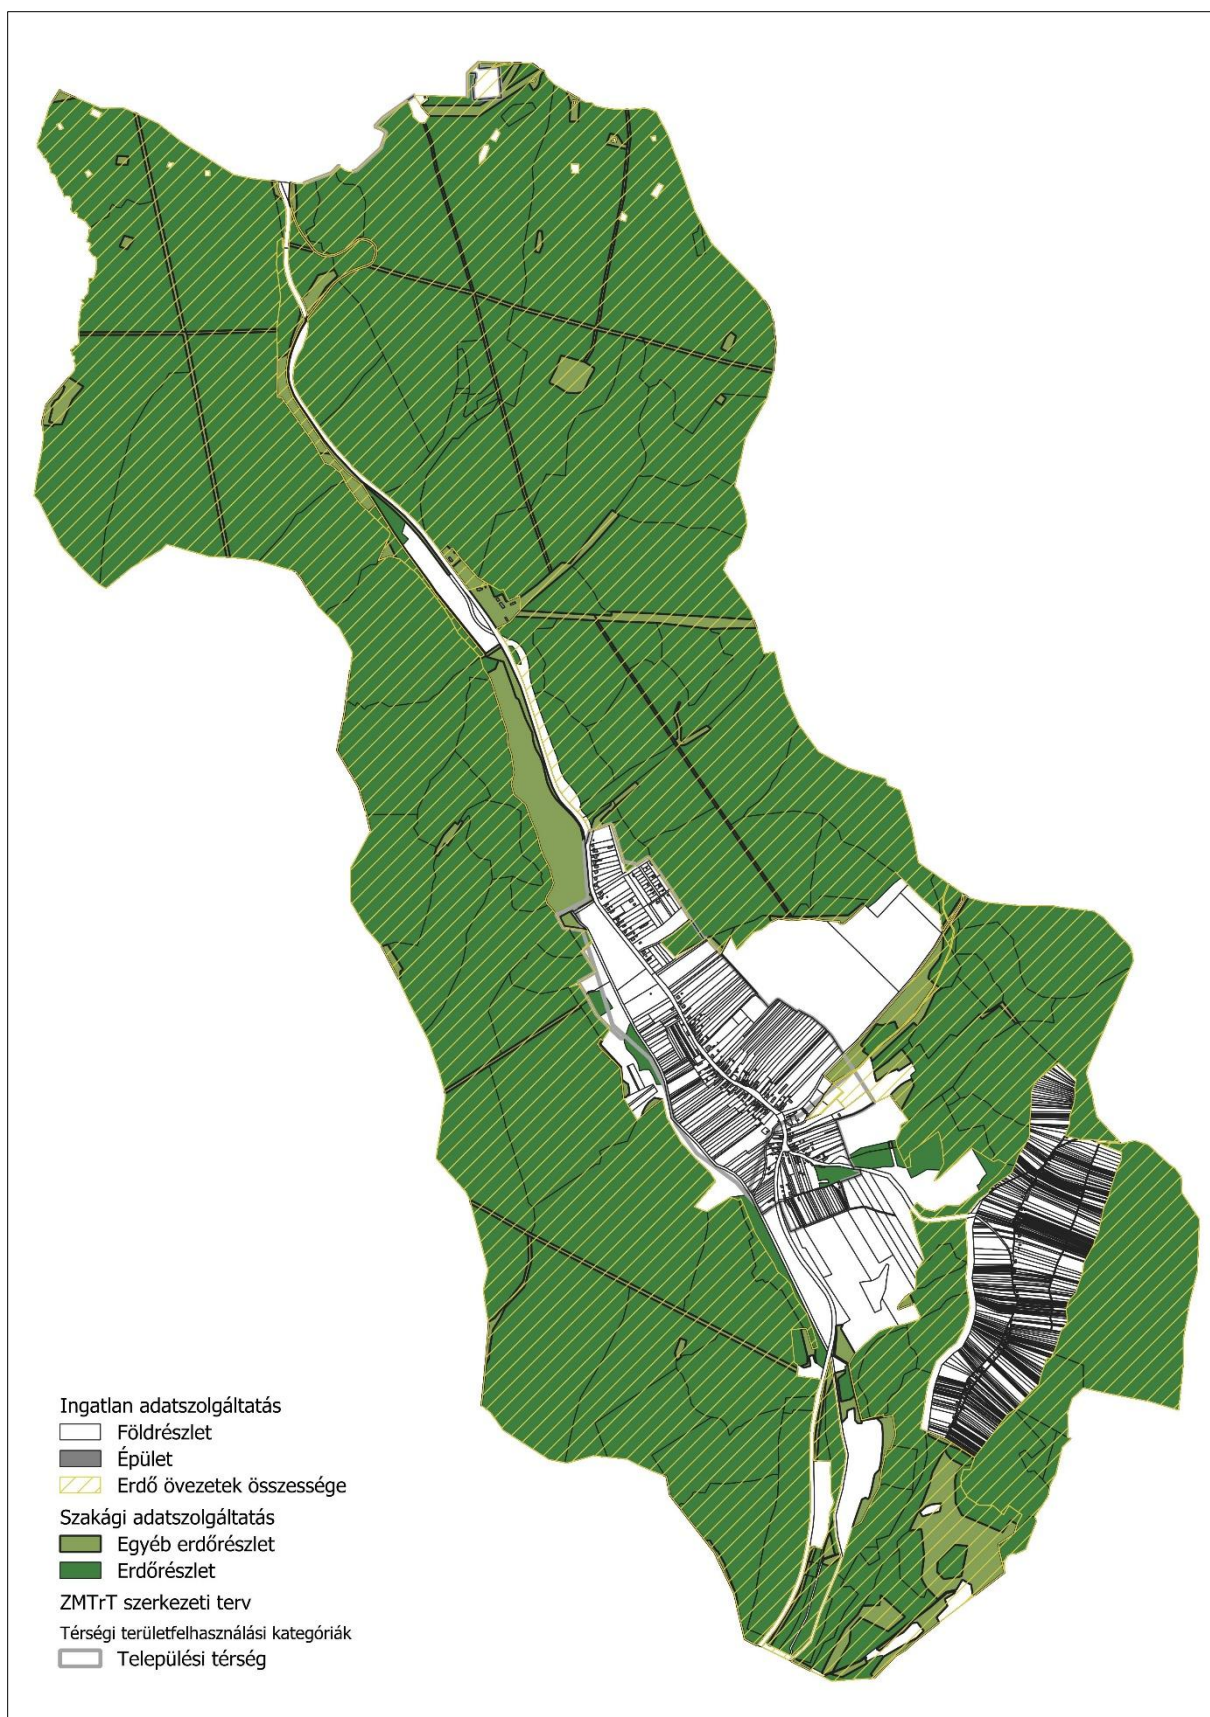 Ingatlan adatszolgáltatás
Földrészlet
Épület
Erdő övezetek összessége
Szakági adatszolgáltatás
Egyéb erdőrészlet
Erdőrészlet
ZMTrT szerkezeti terv
Térségi területfelhasználási kategóriák
Települési térség